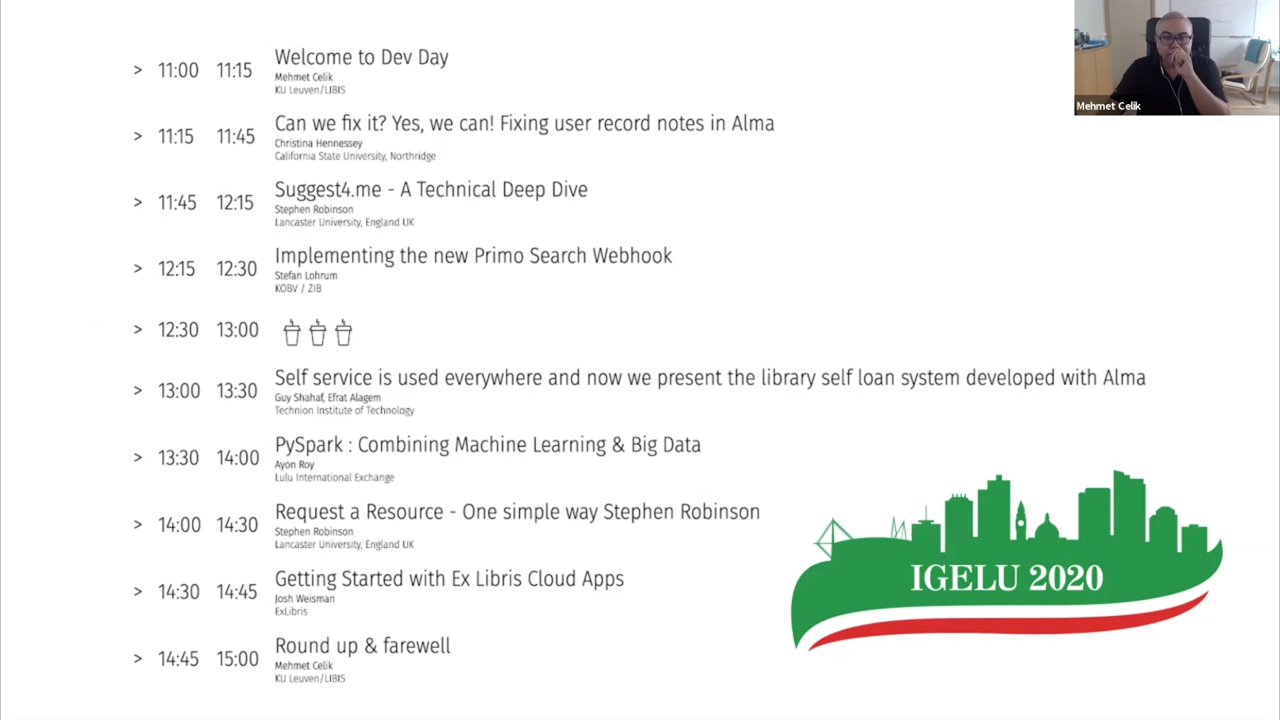 > 11:00 11:15 Welcome to Dev Day
Mehmet Celik
KU Leuven/LIBIS
> 11:15 11:45 Can we fix it? Yes, we can! Fixing user record notes in Alma
Christina Hennessey
California State University, Northridge
> 11:45 12:15 Suggest4.me - A Technical Deep Dive
Stephen Robinson
Lancaster University, England UK
> 12:15 12:30 Implementing the new Primo Search Webhook
Stefan Lohrum
KOBV / ZIB
> 12:30 13:00
> 13:00 13:30 Self service is used everywhere and now we present the library self loan system developed with Alma
Guy Shahaf, Efrat Alagem
Technion Institute of Technology
> 13:30 14:00 PySpark : Combining Machine Learning & Big Data
Ayon Roy
Lulu International Exchange
> 14:00 14:30 Request a Resource - One simple way Stephen Robinson
Stephen Robinson
Lancaster University, England UK
> 14:30 14:45 Getting Started with Ex Libris Cloud Apps
Josh Weisman
ExLibris
> 14:45 15:00 Round up & farewell
Mehmet Celik
KU Leuven/LIBIS
IGELU 2020
Mehmet Celik